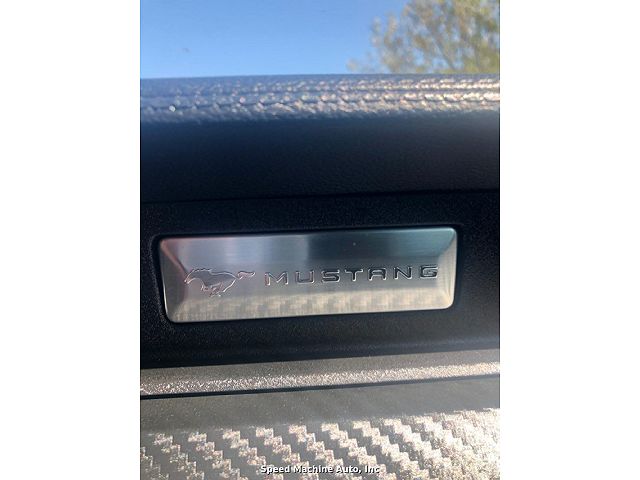 MUSTANG
Speed Machine Auto, Inc